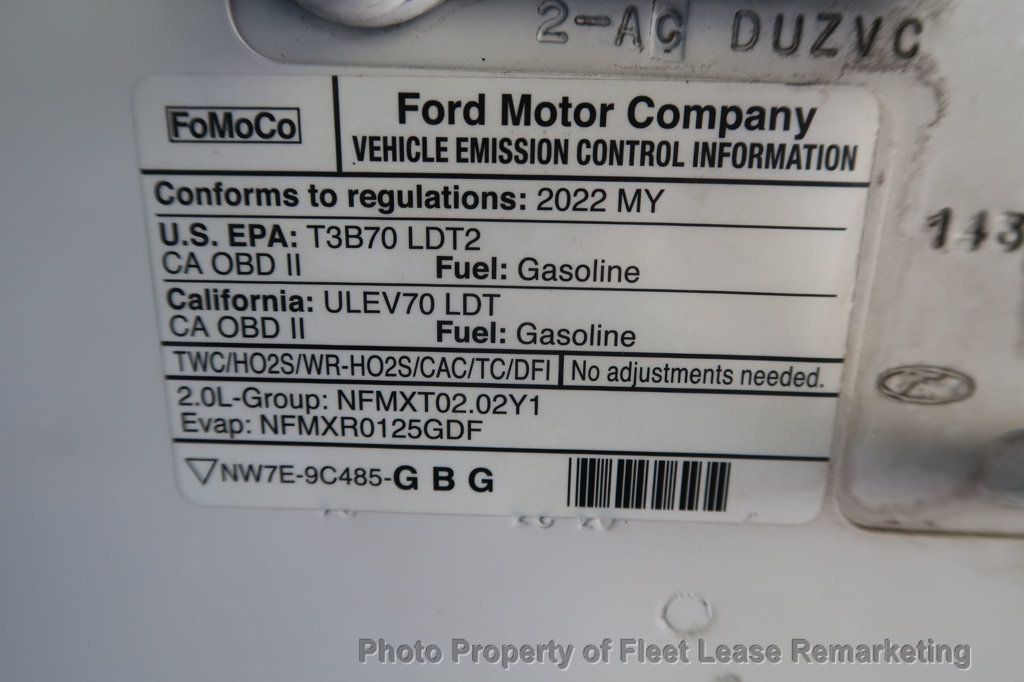 2-AC DUZVC
FoMoCo
Ford Motor Company
VEHICLE EMISSION CONTROL INFORMATION
Conforms to regulations: 2022 MY
U.S. EPA: T3B70 LDT2
CA OBD II Fuel: Gasoline
California: ULEV70 LDT
CA OBD II Fuel: Gasoline
TWC/HO2S/WR-HO2S/CAC/TC/DFI No adjustments needed.
2.0L-Group: NFMXT02.02Y1
Evap: NFMXR0125GDF
NW7E-9C485-G B G
143
Photo Property of Fleet Lease Remarketing